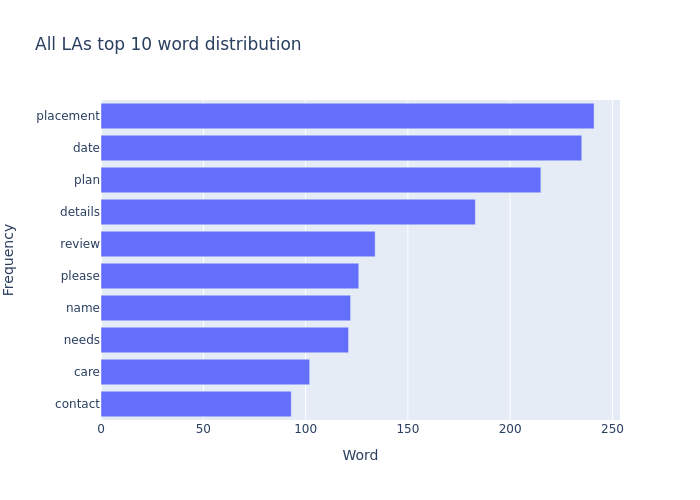 All LAs top 10 word distribution
placement
date
plan
details
review
please
name
needs
care
contact
Frequency
0 50 100 150 200 250
Word